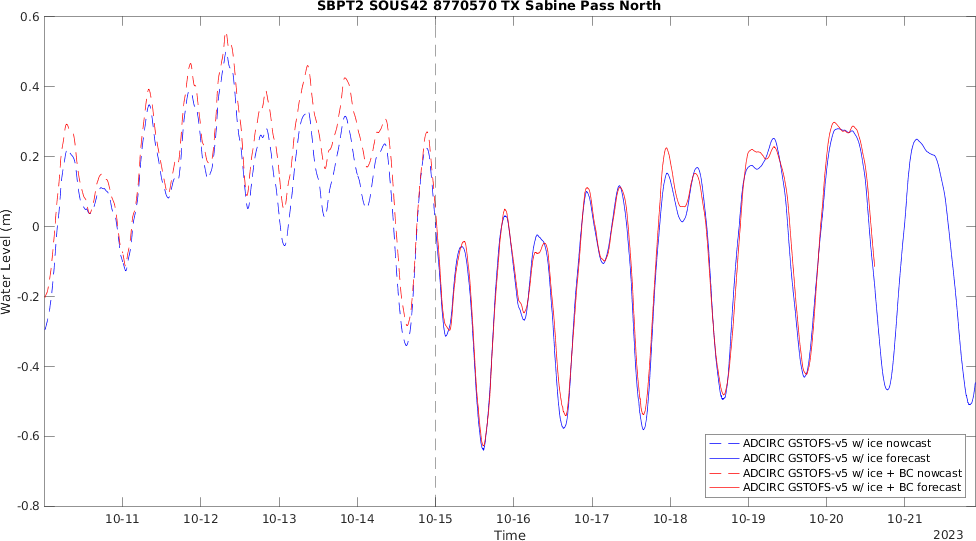 SBPT2 SOUS42 8770570 TX Sabine Pass North
0.6
0.4
0.2
0
-0.2
-0.4
-0.6
-0.8
Water Level (m)
10-11 10-12 10-13 10-14 10-15 10-16 10-17 10-18 10-19 10-20 10-21
Time
2023
ADCIRC GSTOFS-v5 w/ ice nowcast
ADCIRC GSTOFS-v5 w/ ice forecast
ADCIRC GSTOFS-v5 w/ ice + BC nowcast
ADCIRC GSTOFS-v5 w/ ice + BC forecast